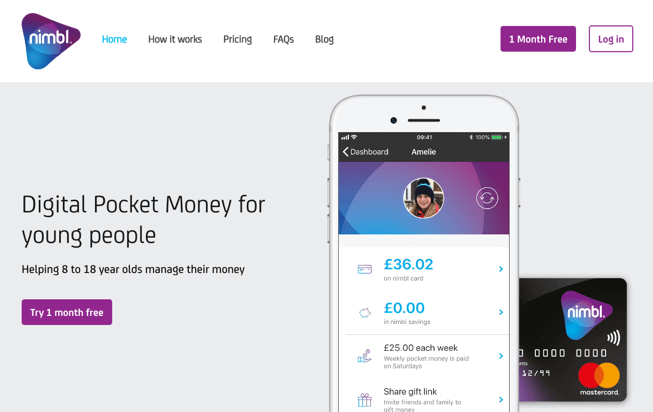 nimbl.
Home
How it works
Pricing
FAQs
Blog
1 Month Free
Log in
Digital Pocket Money for
young people
Helping 8 to 18 year olds manage their money
Try 1 month free
09:41
100%
Dashboard
Amelie
£36.02
on nimbl card
£0.00
in nimbl savings
£25.00 each week
Weekly pocket money is paid
on Saturdays
Share gift link
Invite friends and family to
gift money
nimbl.
0 0000 0000
12/99
mastercard.